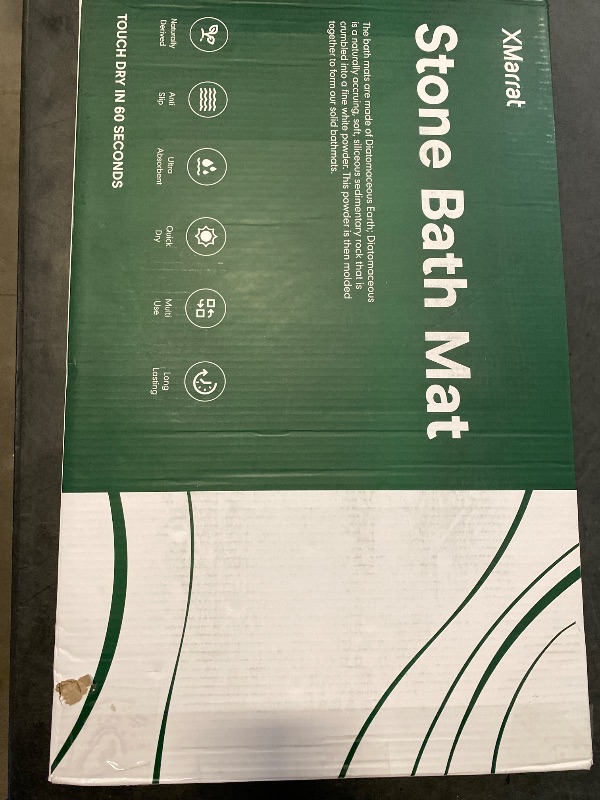 XMarrat
Stone Bath Mat
The bath mats are made of Diatomaceous Earth; Diatomaceous
is a naturally accruing, soft, siliceous sedimentary rock that is
crumbled into a fine white powder. This powder is then molded
together to form our solid bathmats.
Naturally
Derived
Anti
Slip
Ultra
Absorbent
Quick
Dry
Multi
Use
Long
Lasting
TOUCH DRY IN 60 SECONDS